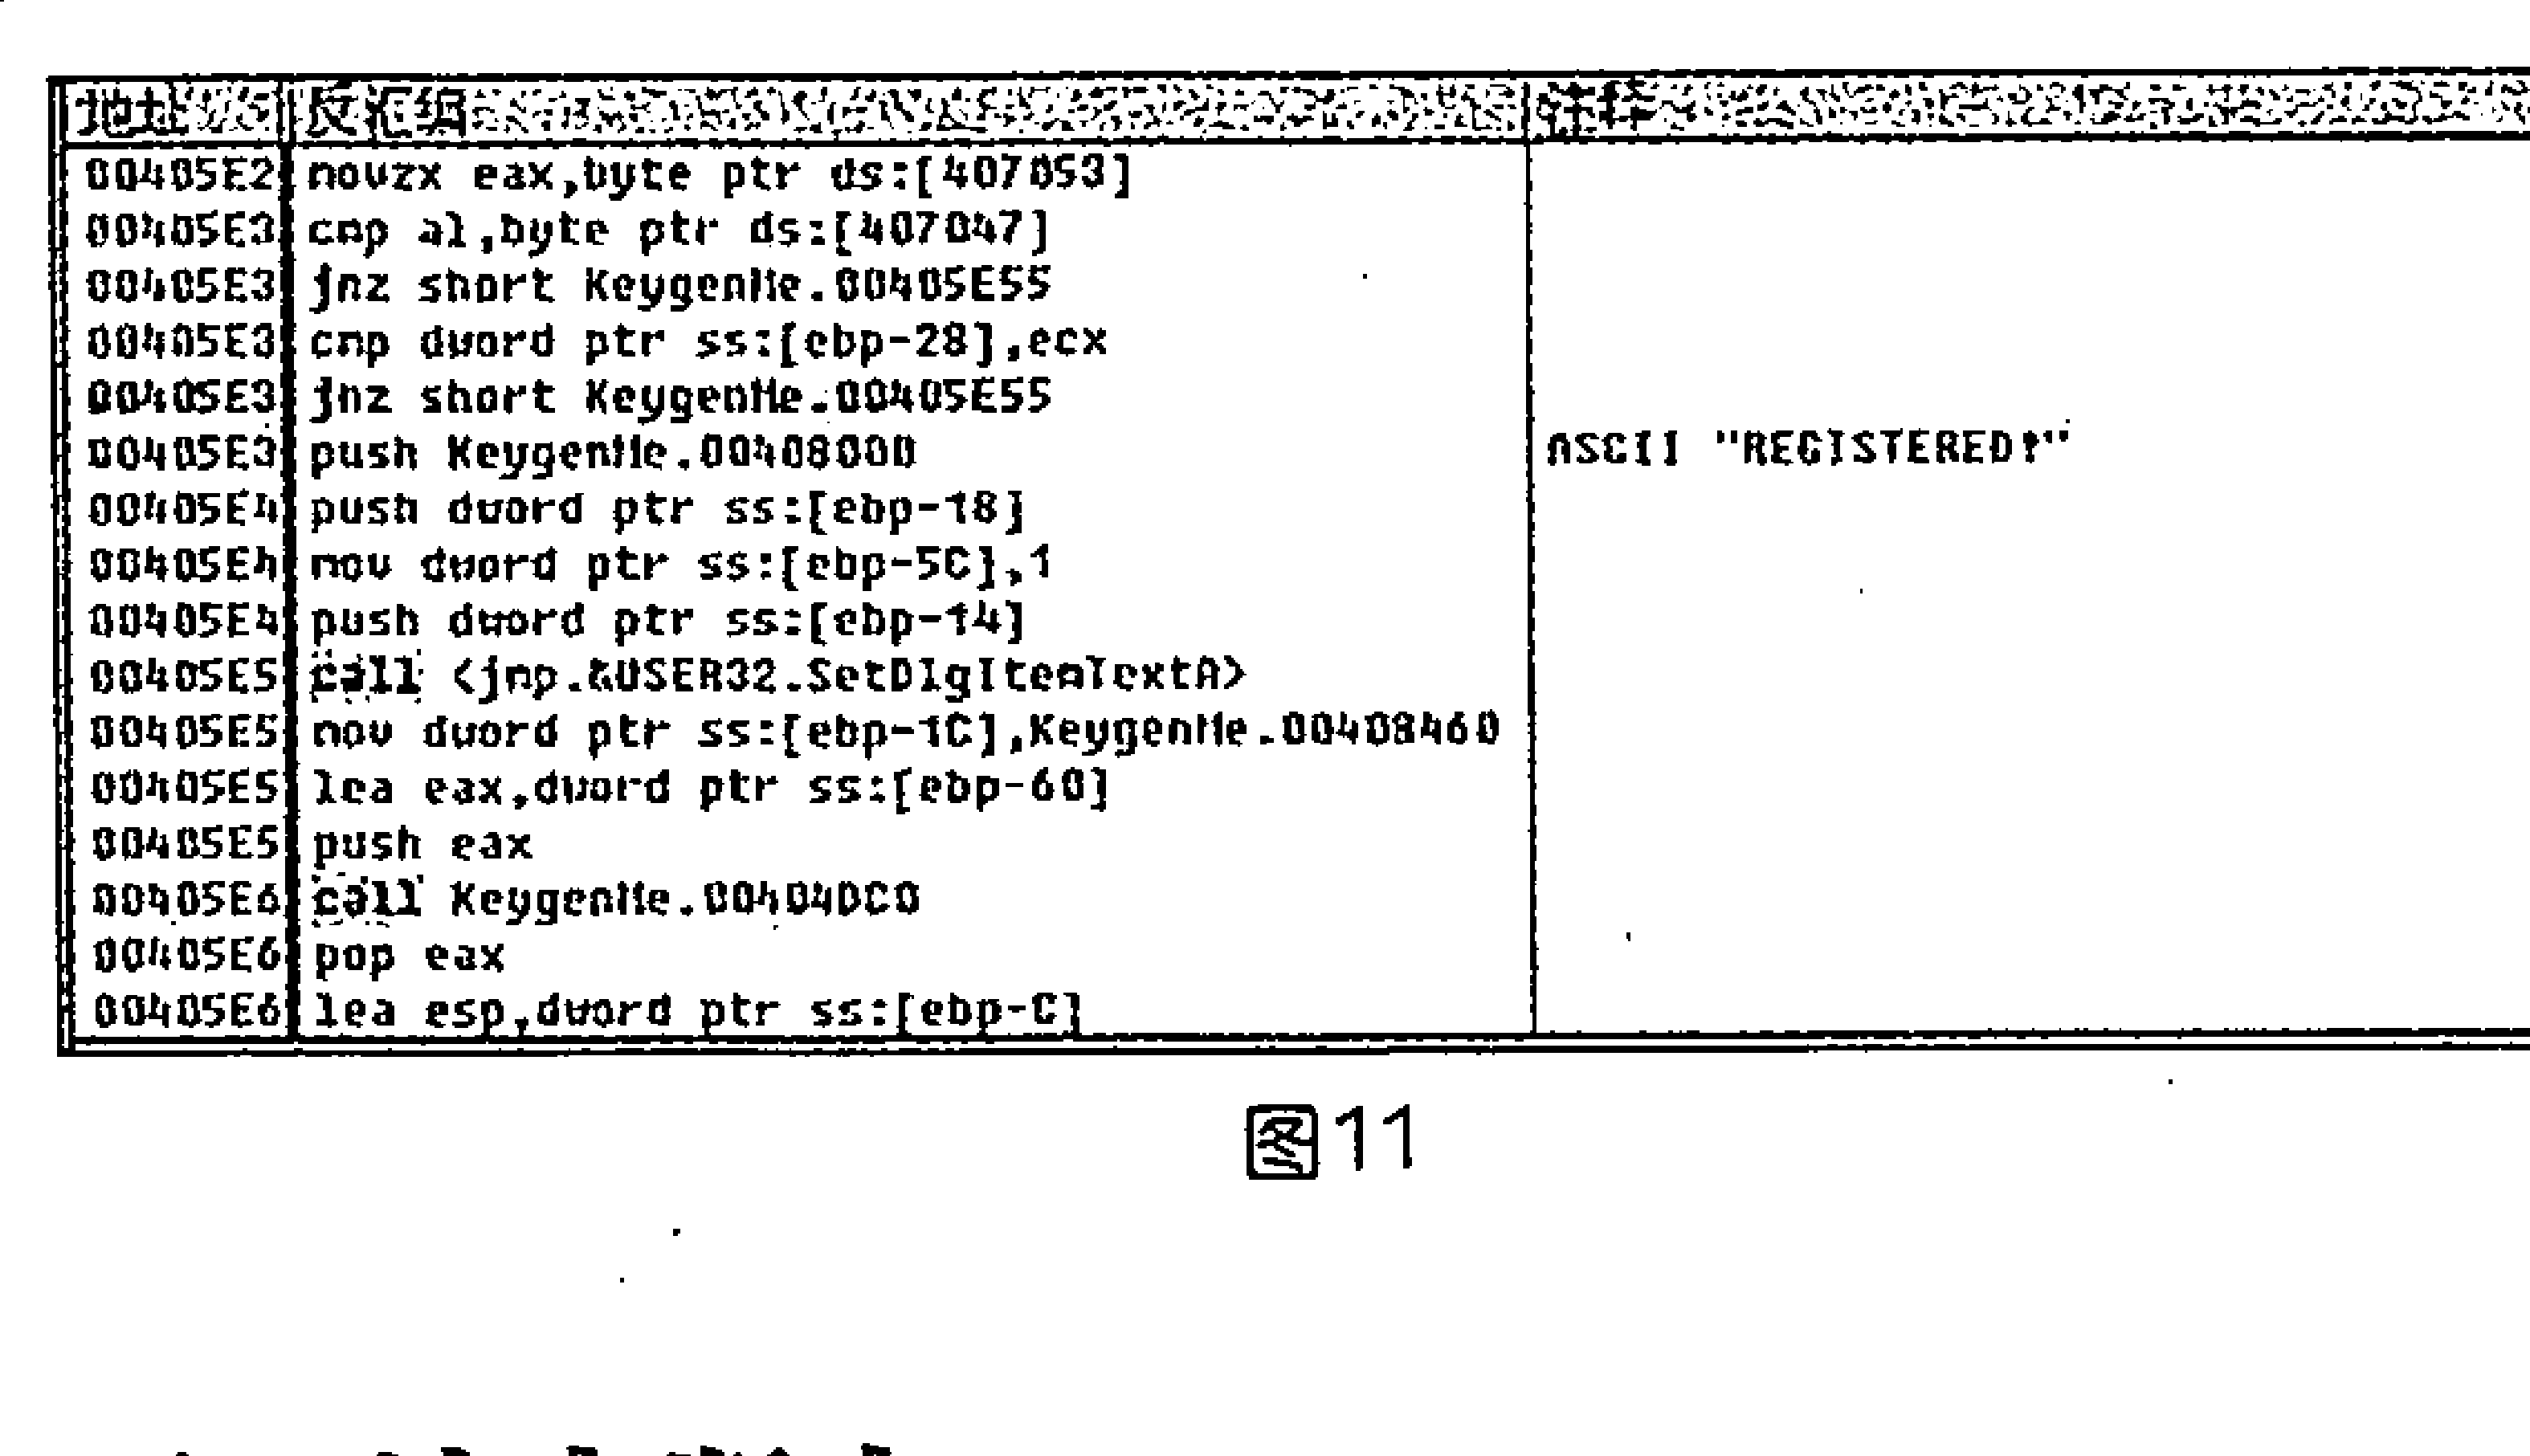 地址 反汇编 注释
00405E2 movzx eax,byte ptr ds:[407053]
00405E3 cmp al,byte ptr ds:[407047]
00405E3 jnz short KeygenMe.00405E55
00405E3 cmp dword ptr ss:[ebp-28],ecx
00405E3 jnz short KeygenMe.00405E55
00405E3 push KeygenMe.00408000 ASCII "REGISTERED!"
00405E4 push dword ptr ss:[ebp-18]
00405E4 mov dword ptr ss:[ebp-5C],1
00405E4 push dword ptr ss:[ebp-14]
00405E5 call <jmp.&USER32.SetDlgItemTextA>
00405E5 mov dword ptr ss:[ebp-1C],KeygenMe.00408460
00405E5 lea eax,dword ptr ss:[ebp-60]
00405E5 push eax
00405E6 call KeygenMe.00404DC0
00405E6 pop eax
00405E6 lea esp,dword ptr ss:[ebp-C]
图11